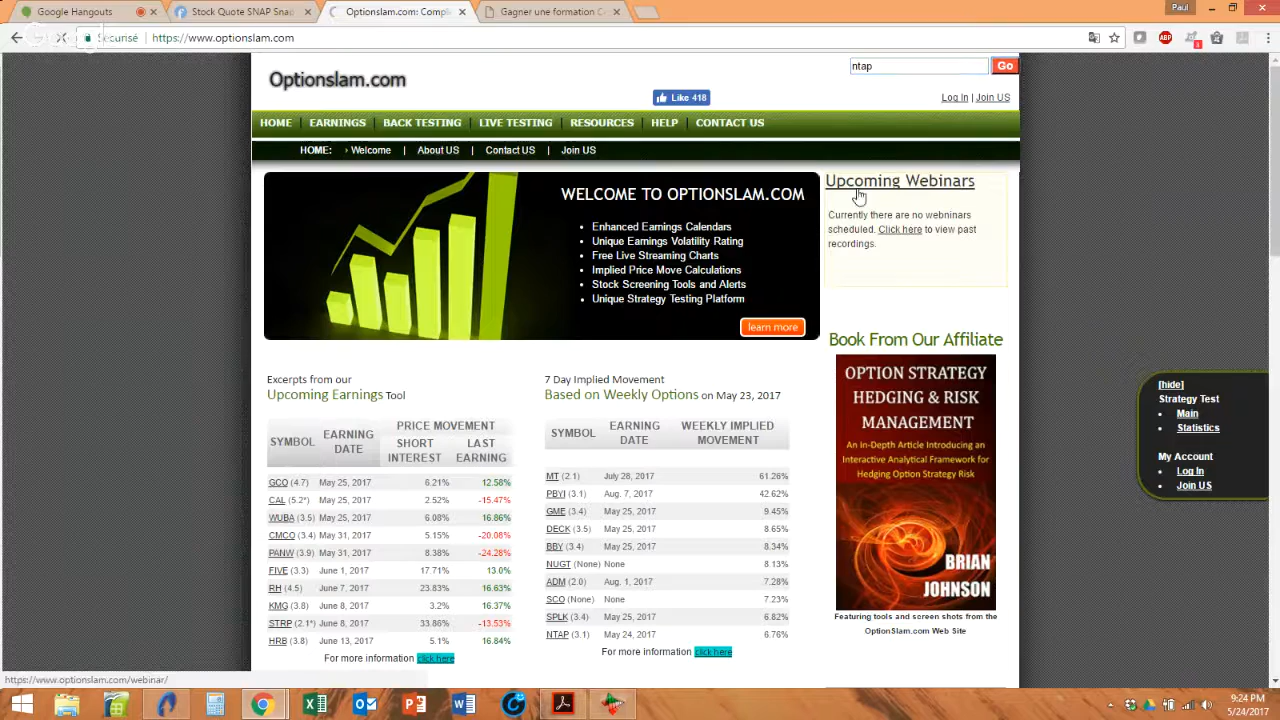 Google Hangouts
Stock Quote SNAP Sna
Optionslam.com: Comp
Gagner une formation C
Paul
Sécurisé https://www.optionslam.com
Optionslam.com
ntap Go
Like 418
Log In | Join US
HOME EARNINGS BACK TESTING LIVE TESTING RESOURCES HELP CONTACT US
HOME: › Welcome | About US | Contact US | Join US
WELCOME TO OPTIONSLAM.COM
• Enhanced Earnings Calendars
• Unique Earnings Volatility Rating
• Free Live Streaming Charts
• Implied Price Move Calculations
• Stock Screening Tools and Alerts
• Unique Strategy Testing Platform
learn more
Upcoming Webinars
Currently there are no webninars
scheduled. Click here to view past
recordings.
Excerpts from our
Upcoming Earnings Tool
SYMBOL EARNING DATE PRICE MOVEMENT
SHORT INTEREST LAST EARNING
GCO (4.7) May 25, 2017 6.21% 12.58%
CAL (5.2*) May 25, 2017 2.52% -15.47%
WUBA (3.5) May 25, 2017 6.08% 16.86%
CMCO (3.4) May 31, 2017 5.15% -20.08%
PANW (3.9) May 31, 2017 8.38% -24.28%
FIVE (3.3) June 1, 2017 17.71% 13.0%
RH (4.5) June 7, 2017 23.83% 16.63%
KMG (3.8) June 8, 2017 3.2% 16.37%
STRP (2.1*) June 8, 2017 33.86% -13.53%
HRB (3.8) June 13, 2017 5.1% 16.84%
For more information click here
7 Day Implied Movement
Based on Weekly Options on May 23, 2017
SYMBOL EARNING DATE WEEKLY IMPLIED MOVEMENT
MT (2.1) July 28, 2017 61.26%
PBYI (3.1) Aug. 7, 2017 42.62%
GME (3.4) May 25, 2017 9.45%
DECK (3.5) May 25, 2017 8.65%
BBY (3.4) May 25, 2017 8.34%
NUGT (None) None 8.13%
ADM (2.0) Aug. 1, 2017 7.28%
SCO (None) None 7.23%
SPLK (3.4) May 25, 2017 6.82%
NTAP (3.1) May 24, 2017 6.76%
For more information click here
Book From Our Affiliate
OPTION STRATEGY
HEDGING & RISK
MANAGEMENT
An In-Depth Article Introducing an
Interactive Analytical Framework for
Hedging Option Strategy Risk
BRIAN
JOHNSON
Featuring tools and screen shots from the
OptionSlam.com Web Site
[hide]
Strategy Test
• Main
• Statistics
My Account
• Log In
• Join US
https://www.optionslam.com/webinar/
9:24 PM
5/24/2017